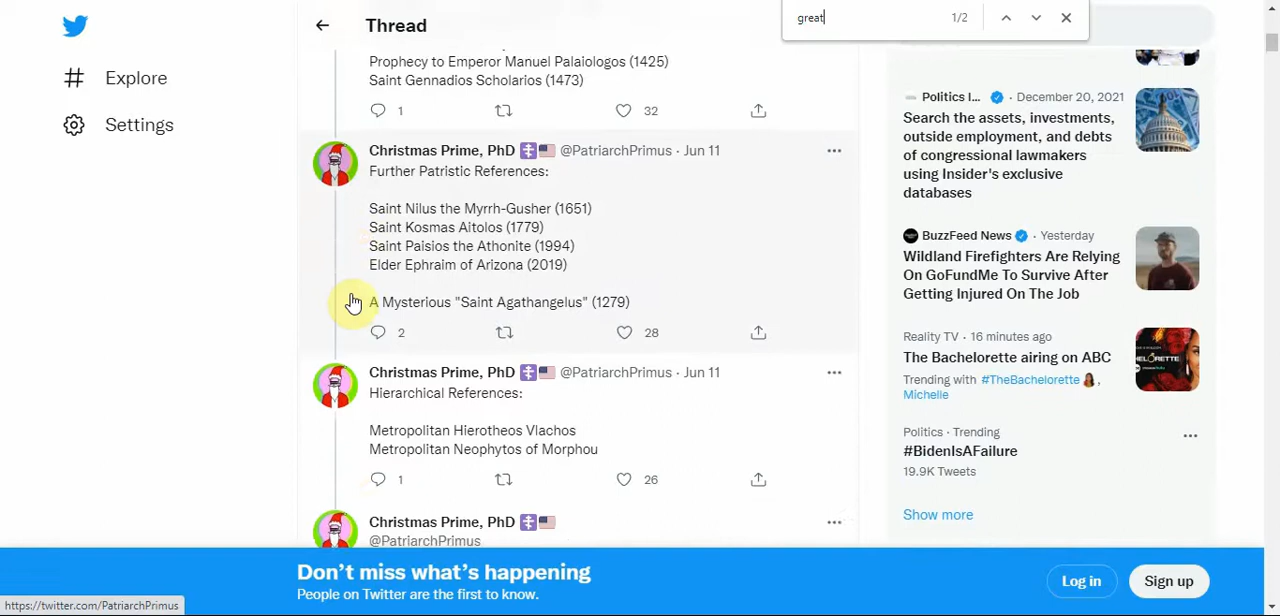 great
1/2
Thread
Explore
Settings
Prophecy to Emperor Manuel Palaiologos (1425)
Saint Gennadios Scholarios (1473)
1
32
Christmas Prime, PhD @PatriarchPrimus · Jun 11
Further Patristic References:
Saint Nilus the Myrrh-Gusher (1651)
Saint Kosmas Aitolos (1779)
Saint Paisios the Athonite (1994)
Elder Ephraim of Arizona (2019)
A Mysterious "Saint Agathangelus" (1279)
2
28
Christmas Prime, PhD @PatriarchPrimus · Jun 11
Hierarchical References:
Metropolitan Hierotheos Vlachos
Metropolitan Neophytos of Morphou
1
26
Christmas Prime, PhD
@PatriarchPrimus
Politics I... · December 20, 2021
Search the assets, investments,
outside employment, and debts
of congressional lawmakers
using Insider's exclusive
databases
BuzzFeed News · Yesterday
Wildland Firefighters Are Relying
On GoFundMe To Survive After
Getting Injured On The Job
Reality TV · 16 minutes ago
The Bachelorette airing on ABC
Trending with #TheBachelorette ,
Michelle
Politics · Trending
#BidenIsAFailure
19.9K Tweets
Show more
Don't miss what's happening
People on Twitter are the first to know.
Log in
Sign up
https://twitter.com/PatriarchPrimus